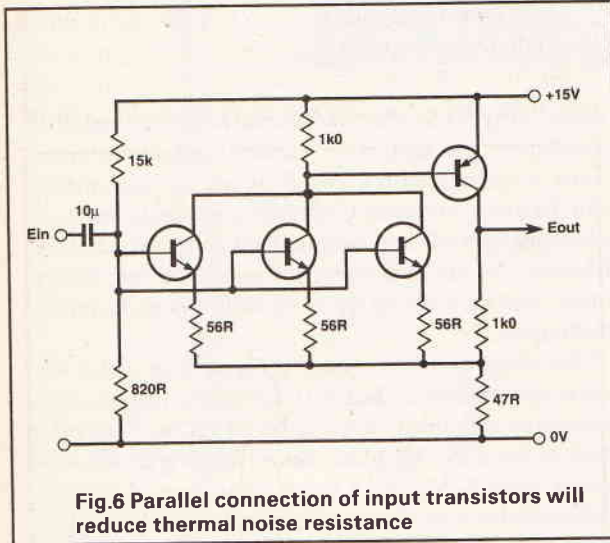 +15V
1k0
15k
10µ
Ein
Eout
56R
56R
56R
1k0
820R
47R
0V
Fig.6 Parallel connection of input transistors will
reduce thermal noise resistance